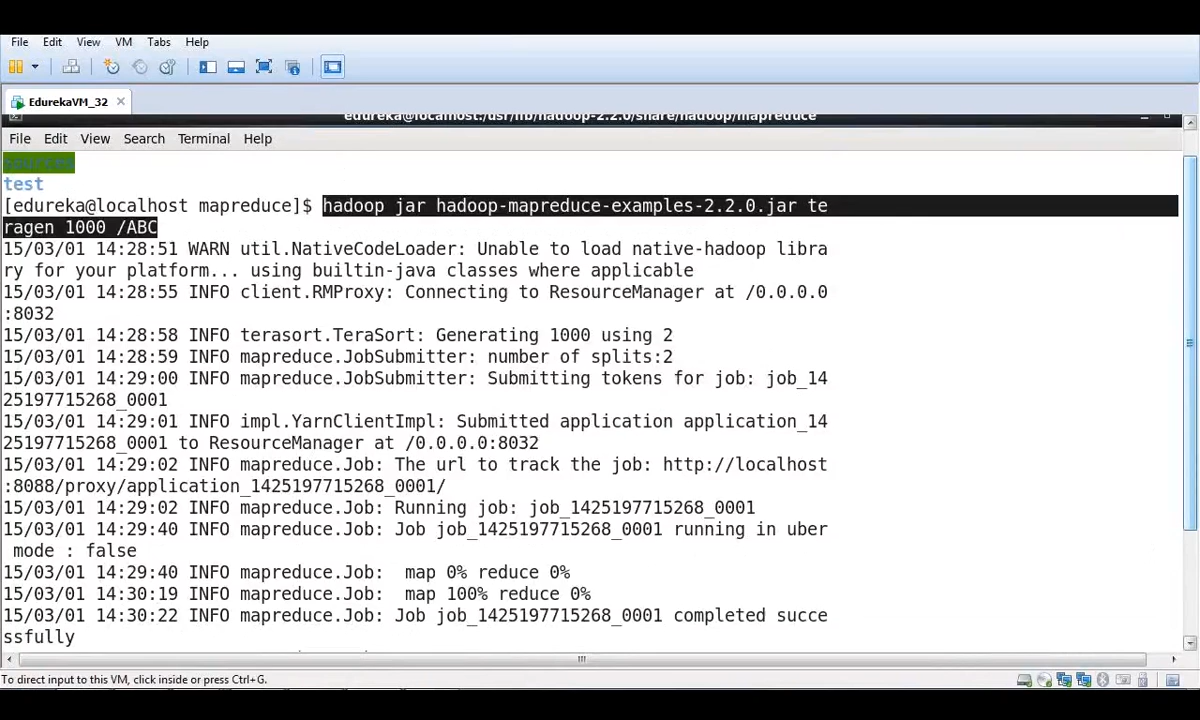 File Edit View VM Tabs Help
EdurekaVM_32
edureka@localhost:/usr/lib/hadoop-2.2.0/share/hadoop/mapreduce
File Edit View Search Terminal Help
test
[edureka@localhost mapreduce]$ hadoop jar hadoop-mapreduce-examples-2.2.0.jar te
ragen 1000 /ABC
15/03/01 14:28:51 WARN util.NativeCodeLoader: Unable to load native-hadoop libra
ry for your platform... using builtin-java classes where applicable
15/03/01 14:28:55 INFO client.RMProxy: Connecting to ResourceManager at /0.0.0.0
:8032
15/03/01 14:28:58 INFO terasort.TeraSort: Generating 1000 using 2
15/03/01 14:28:59 INFO mapreduce.JobSubmitter: number of splits:2
15/03/01 14:29:00 INFO mapreduce.JobSubmitter: Submitting tokens for job: job_14
25197715268_0001
15/03/01 14:29:01 INFO impl.YarnClientImpl: Submitted application application_14
25197715268_0001 to ResourceManager at /0.0.0.0:8032
15/03/01 14:29:02 INFO mapreduce.Job: The url to track the job: http://localhost
:8088/proxy/application_1425197715268_0001/
15/03/01 14:29:02 INFO mapreduce.Job: Running job: job_1425197715268_0001
15/03/01 14:29:40 INFO mapreduce.Job: Job job_1425197715268_0001 running in uber
 mode : false
15/03/01 14:29:40 INFO mapreduce.Job:  map 0% reduce 0%
15/03/01 14:30:19 INFO mapreduce.Job:  map 100% reduce 0%
15/03/01 14:30:22 INFO mapreduce.Job: Job job_1425197715268_0001 completed succe
ssfully
To direct input to this VM, click inside or press Ctrl+G.